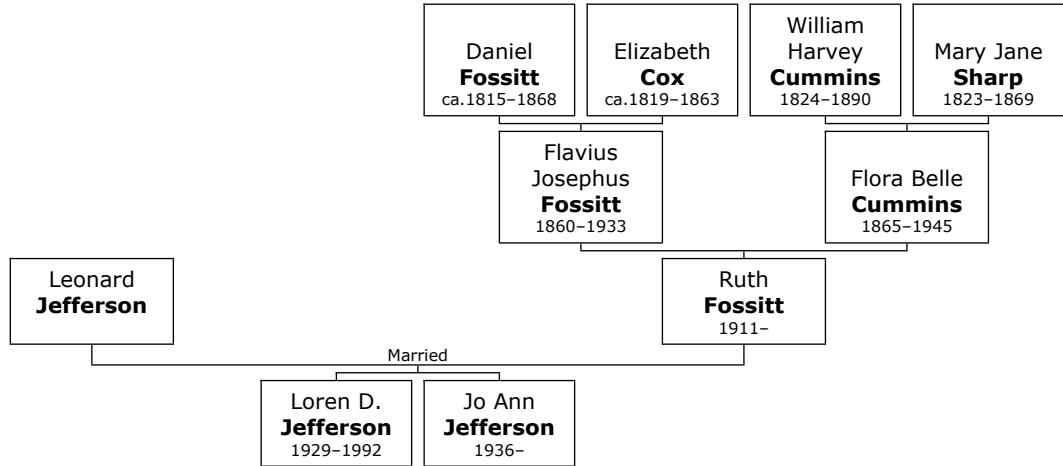 Daniel
Fossitt
ca.1815–1868
Elizabeth
Cox
ca.1819–1863
William
Harvey
Cummins
1824–1890
Mary Jane
Sharp
1823–1869
Flavius
Josephus
Fossitt
1860–1933
Flora Belle
Cummins
1865–1945
Leonard
Jefferson
Ruth
Fossitt
1911–
Married
Loren D.
Jefferson
1929–1992
Jo Ann
Jefferson
1936–